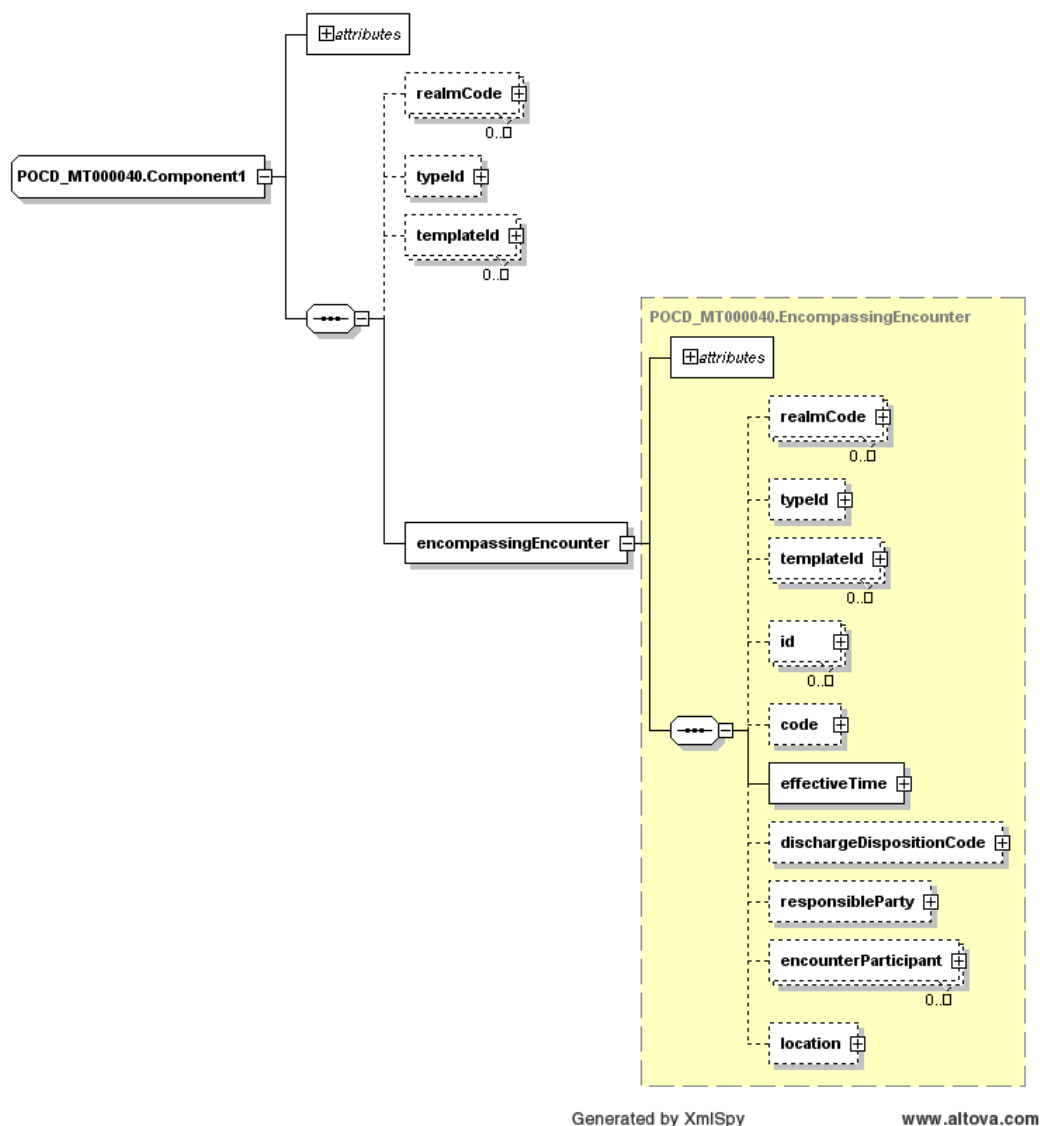 attributes
realmCode
0..
POCD_MT000040.Component1
typeId
templateId
0..
POCD_MT000040.EncompassingEncounter
attributes
realmCode
0..
typeId
templateId
0..
encompassingEncounter
id
0..
code
effectiveTime
dischargeDispositionCode
responsibleParty
encounterParticipant
0..
location
Generated by XmlSpy
www.altova.com